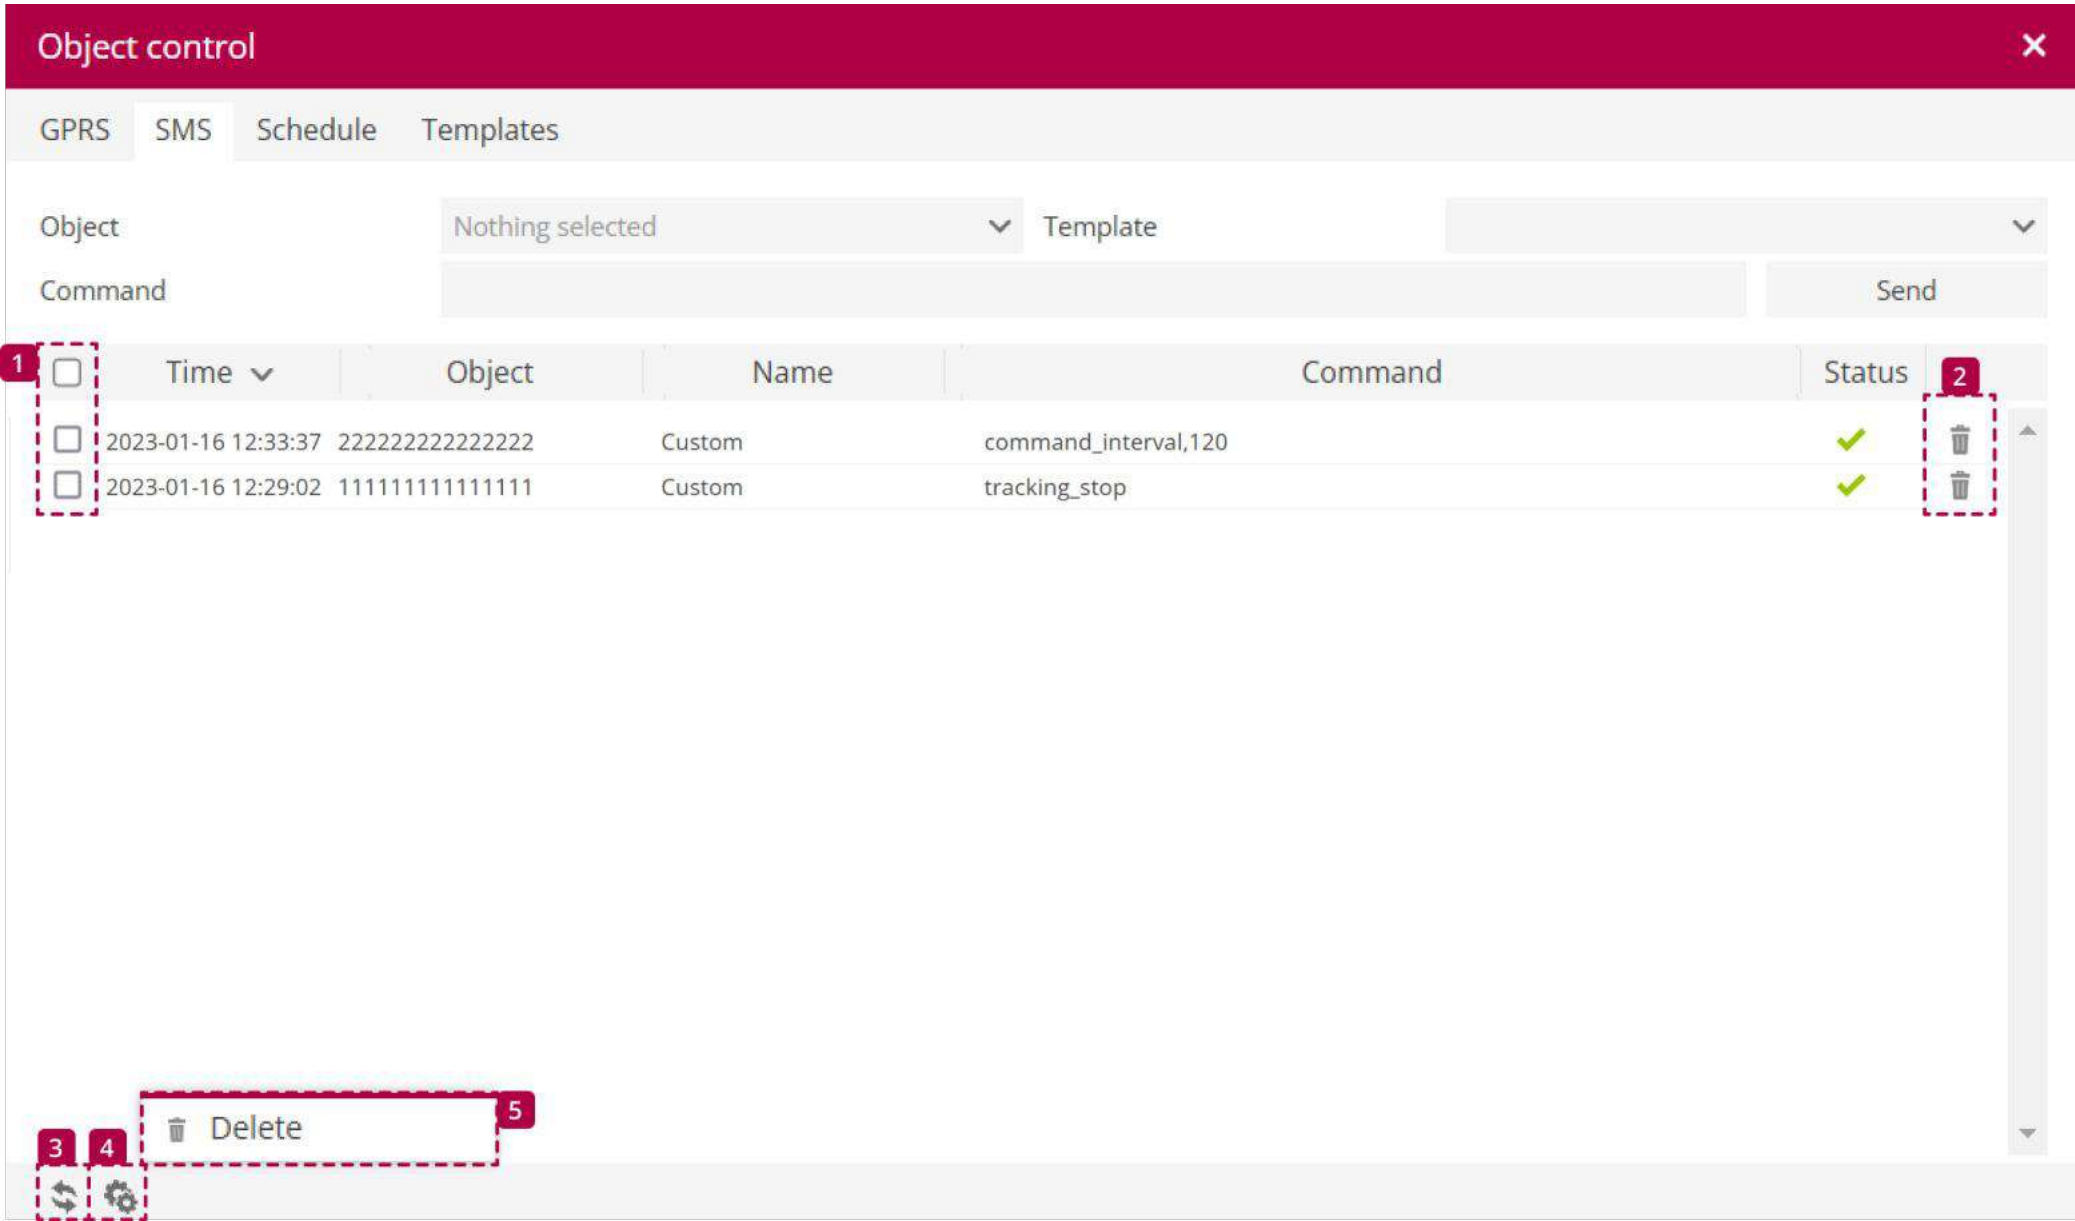 Object control
GPRS SMS Schedule Templates
Object Nothing selected Template
Command Send
1 Time Object Name Command Status 2
2023-01-16 12:33:37 222222222222222 Custom command_interval,120
2023-01-16 12:29:02 111111111111111 Custom tracking_stop
Delete 5
3 4